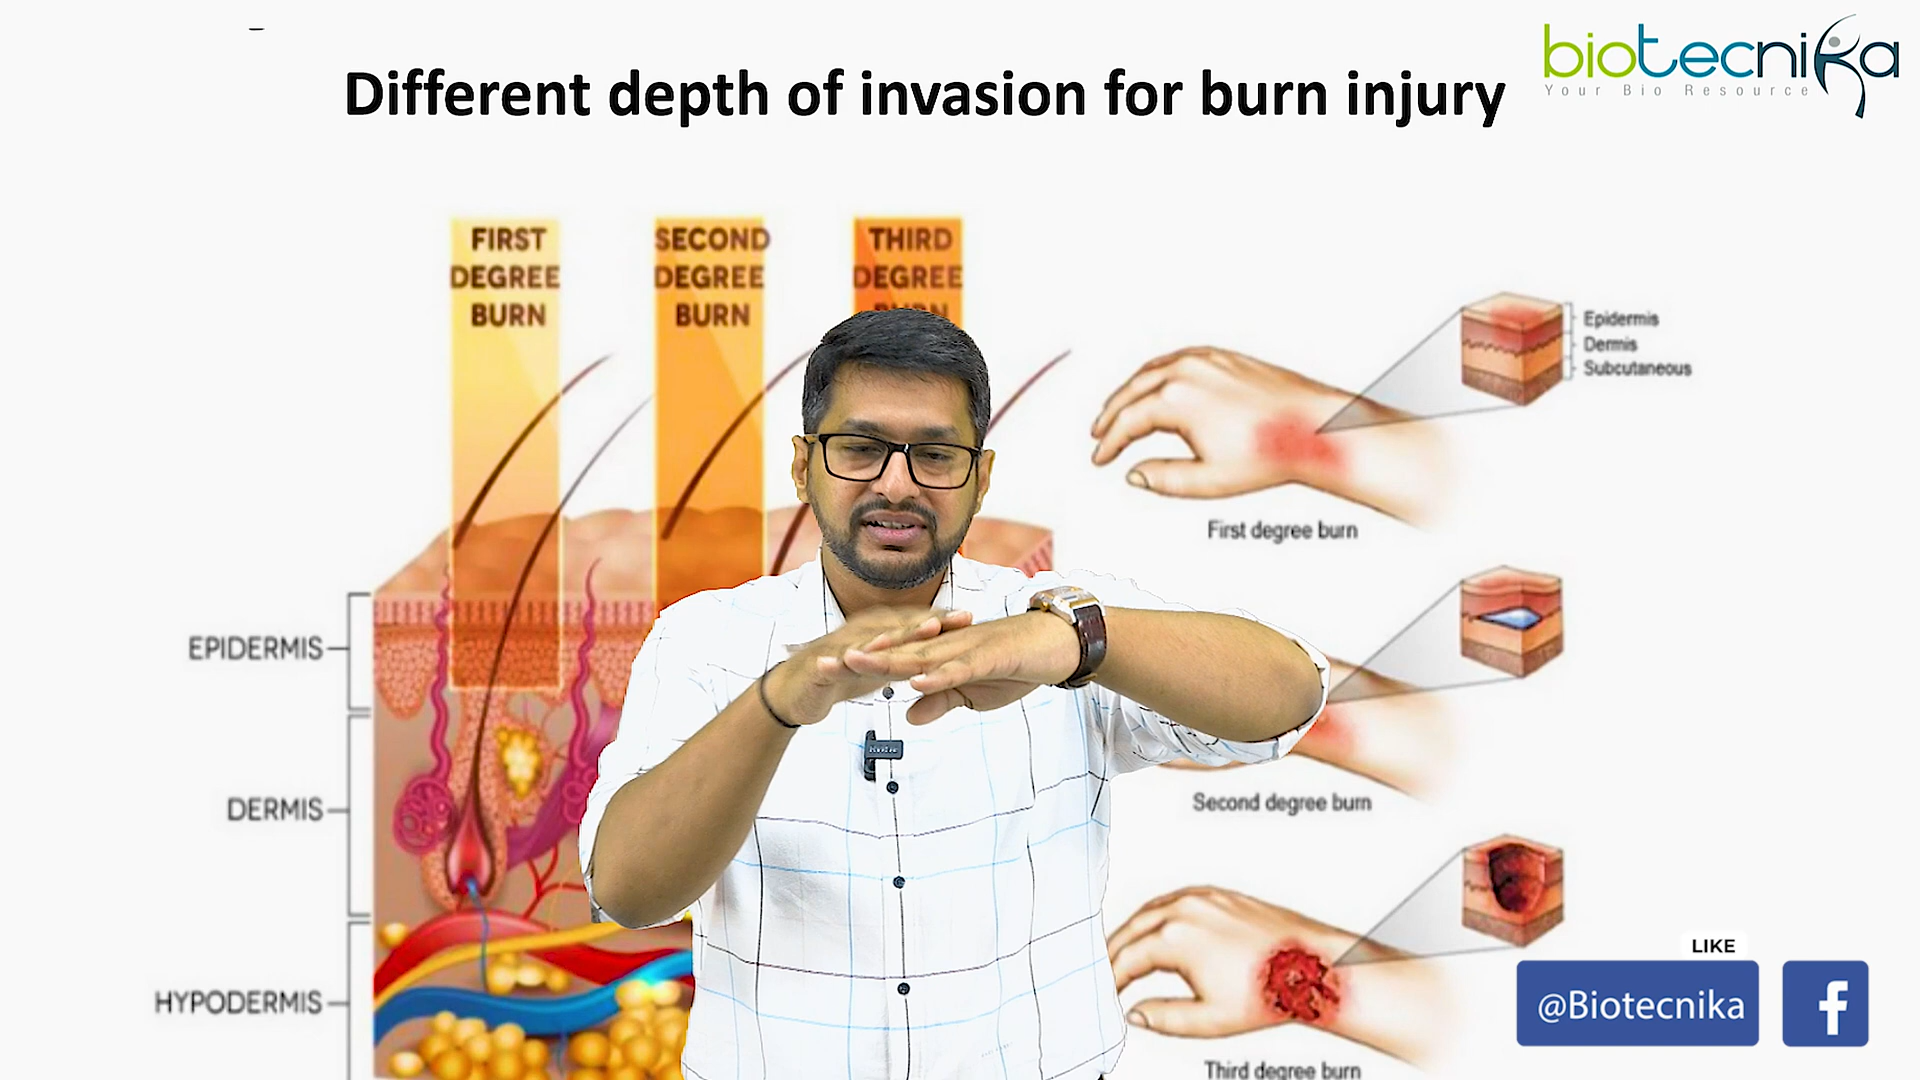 Different depth of invasion for burn injury
biotecnika
Your Bio Resource
FIRST
DEGREE
BURN
SECOND
DEGREE
BURN
THIRD
DEGREE
BURN
Epidermis
Dermis
Subcutaneous
First degree burn
EPIDERMIS
DERMIS
HYPODERMIS
Second degree burn
Third degree burn
LIKE
@Biotecnika
f